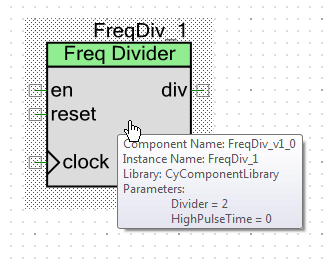 FreqDiv_1
Freq Divider
en div
reset
clock
Component Name: FreqDiv_v1_0
Instance Name: FreqDiv_1
Library: CyComponentLibrary
Parameters:
Divider = 2
HighPulseTime = 0